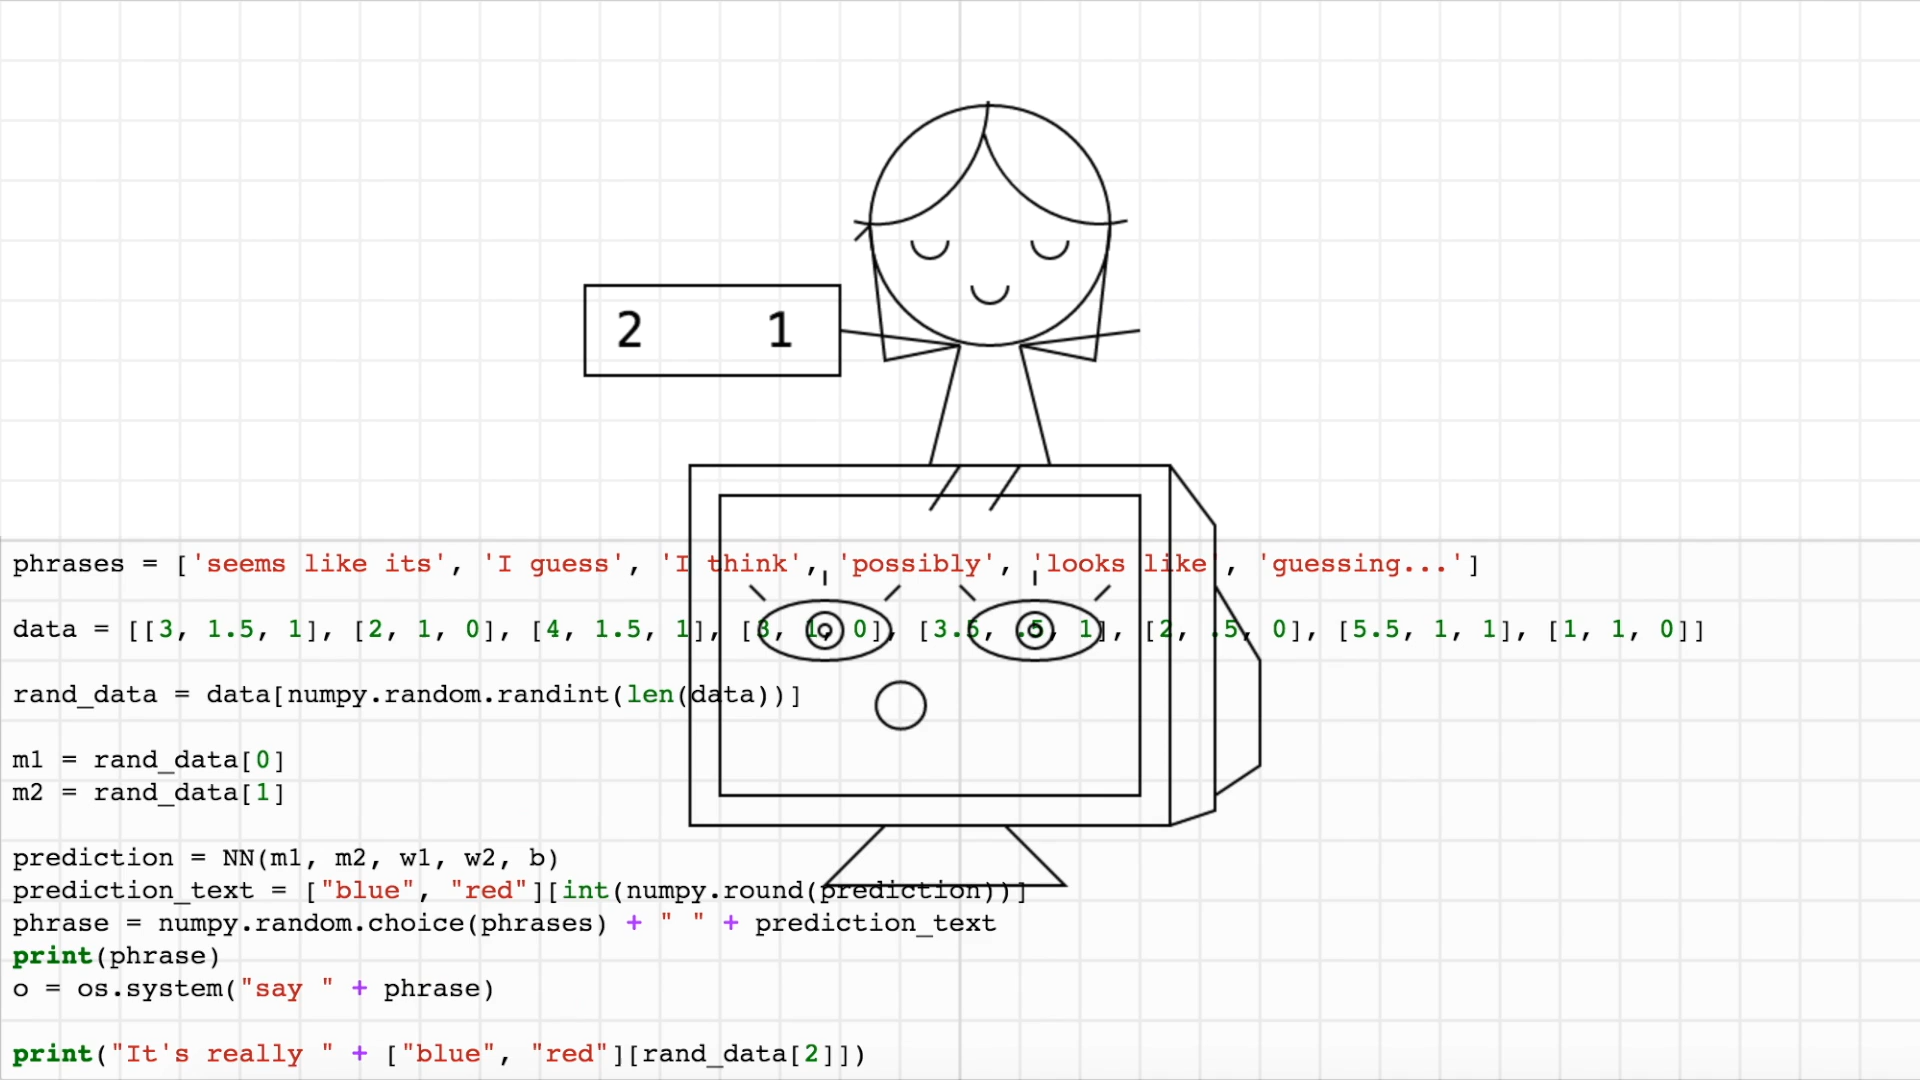 2 1
phrases = ['seems like its', 'I guess', 'I think', 'possibly', 'looks like', 'guessing...']
data = [[3, 1.5, 1], [2, 1, 0], [4, 1.5, 1], [3, 1, 0], [3.5, .5, 1], [2, .5, 0], [5.5, 1, 1], [1, 1, 0]]
rand_data = data[numpy.random.randint(len(data))]
m1 = rand_data[0]
m2 = rand_data[1]
prediction = NN(m1, m2, w1, w2, b)
prediction_text = ["blue", "red"][int(numpy.round(prediction))]
phrase = numpy.random.choice(phrases) + " " + prediction_text
print(phrase)
o = os.system("say " + phrase)
print("It's really " + ["blue", "red"][rand_data[2]])